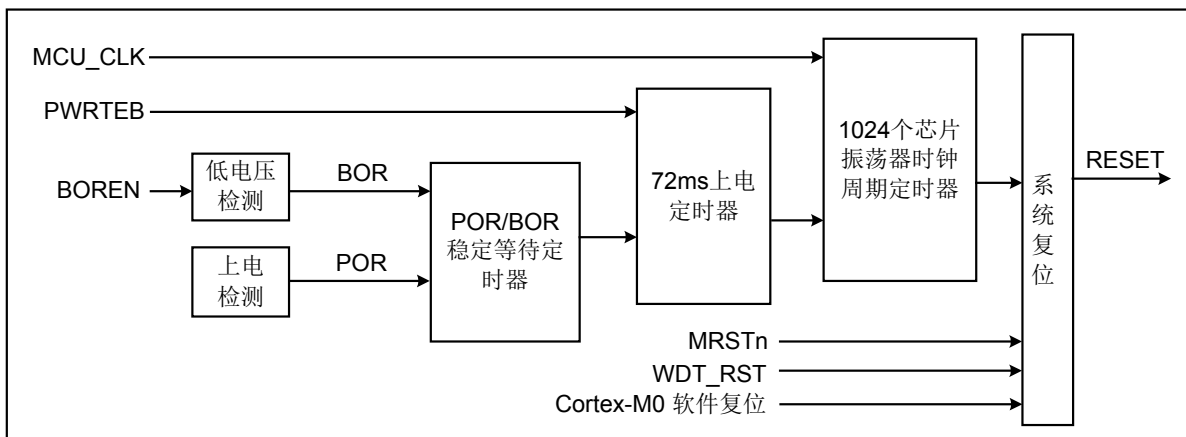 MCU_CLK
PWRTEB
BOREN
低电压
检测
BOR
上电
检测
POR
POR/BOR
稳定等待定
时器
72ms上电
定时器
1024个芯片
振荡器时钟
周期定时器
系
统
复
位
RESET
MRSTn
WDT_RST
Cortex-M0 软件复位